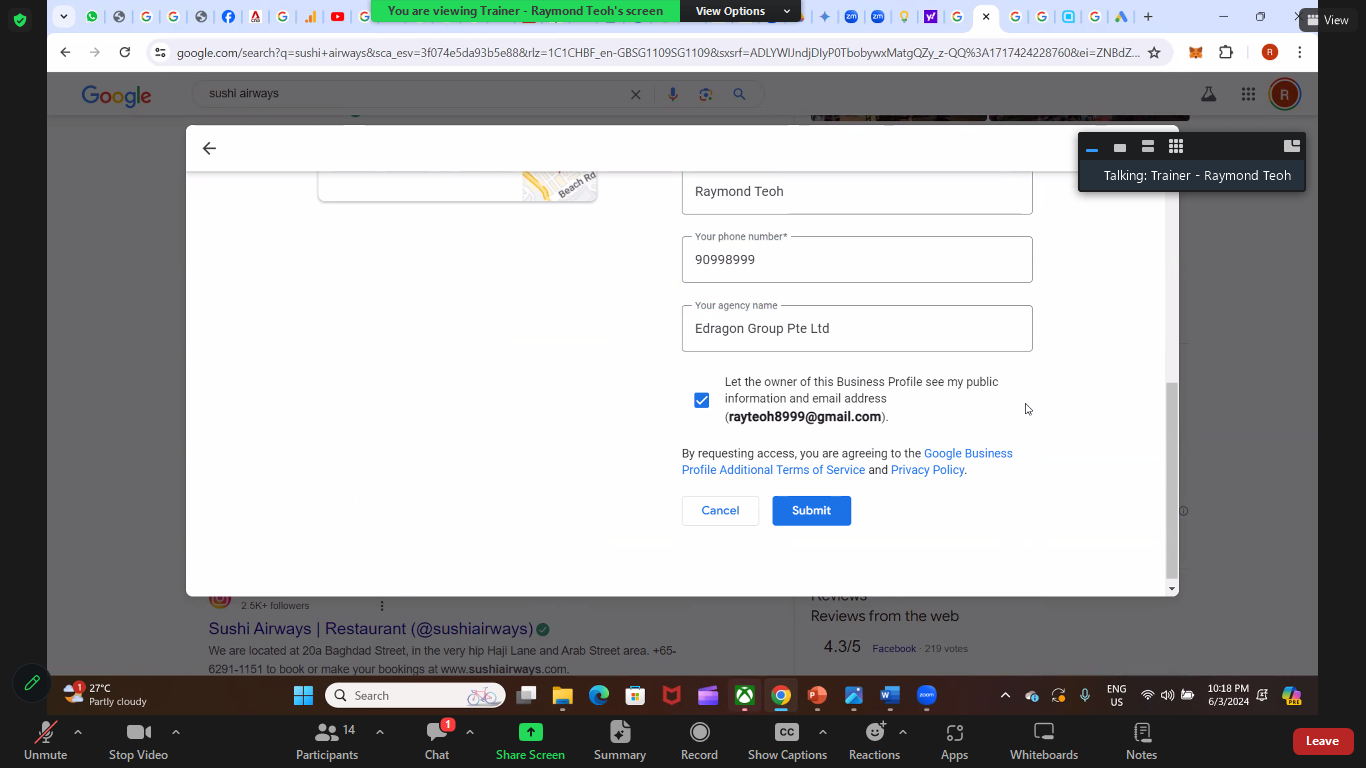 You are viewing Trainer - Raymond Teoh's screen
View Options
View
google.com/search?q=sushi+airways&sca_esv=3f074e5da93b5e88&rlz=1C1CHBF_en-GBSG1109SG1109&sxsrf=ADLYWIJndjDIyP0TbobywxMatgQZy_z-QQ%3A1717424228760&ei=ZNBdZ...
R
Google
sushi airways
R
Talking: Trainer - Raymond Teoh
Beach Rd
Raymond Teoh
Your phone number*
90998999
Your agency name
Edragon Group Pte Ltd
Let the owner of this Business Profile see my public
information and email address
(rayteoh8999@gmail.com).
By requesting access, you are agreeing to the Google Business
Profile Additional Terms of Service and Privacy Policy.
Cancel
Submit
2.5K+ followers
Sushi Airways | Restaurant (@sushiairways)
We are located at 20a Baghdad Street, in the very hip Haji Lane and Arab Street area. +65-
6291-1151 to book or make your bookings at www.sushiairways.com.
Reviews
Reviews from the web
4.3/5
Facebook · 219 votes
1
27°C
Partly cloudy
Search
zoom
ENG
US
10:18 PM
6/3/2024
PRE
Unmute
Stop Video
14
Participants
1
Chat
Share Screen
Summary
Record
CC
Show Captions
Reactions
Apps
Whiteboards
Notes
Leave